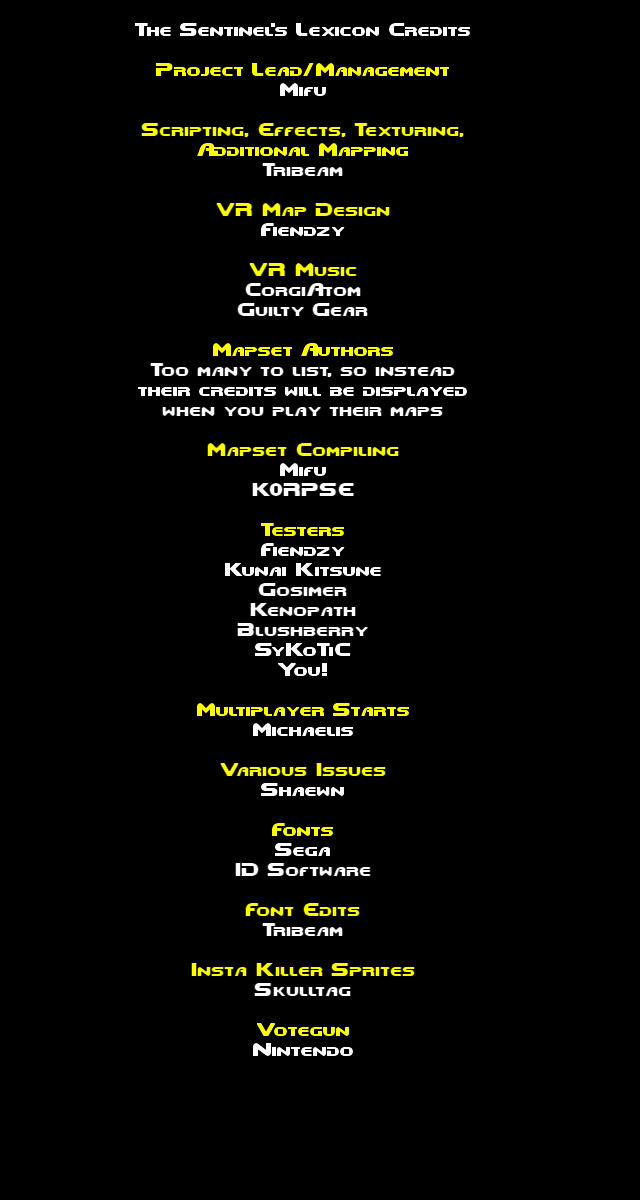 The Sentinel's Lexicon Credits
Project Lead/Management
Mifu
Scripting, Effects, Texturing,
Additional Mapping
Tribeam
VR Map Design
Fiendzy
VR Music
CorgiAtom
Guilty Gear
Mapset Authors
Too many to list, so instead
their credits will be displayed
when you play their maps
Mapset Compiling
Mifu
K0RPSE
Testers
Fiendzy
Kunai Kitsune
Gosimer
Kenopath
Blushberry
SyKoTiC
You!
Multiplayer Starts
Michaelis
Various Issues
Shaewn
Fonts
Sega
ID Software
Font Edits
Tribeam
Insta Killer Sprites
Skulltag
Votegun
Nintendo